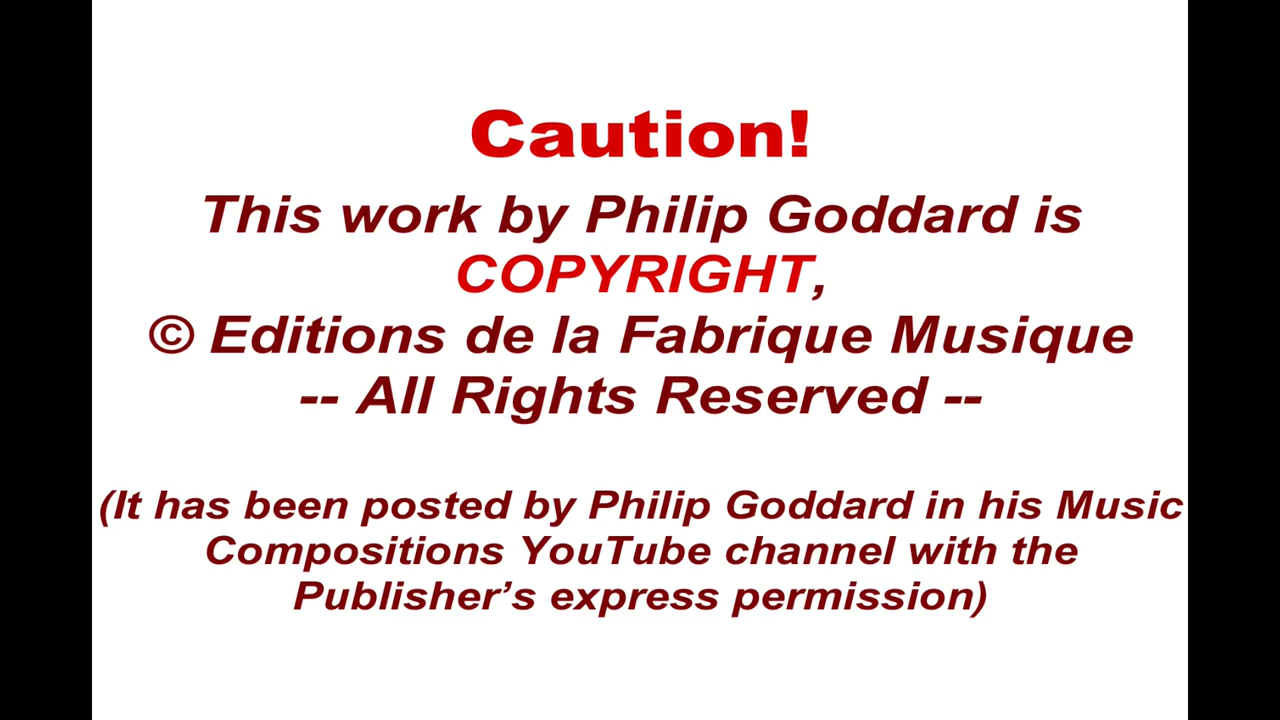 Caution!
This work by Philip Goddard is
COPYRIGHT,
© Editions de la Fabrique Musique
-- All Rights Reserved --
(It has been posted by Philip Goddard in his Music
Compositions YouTube channel with the
Publisher’s express permission)